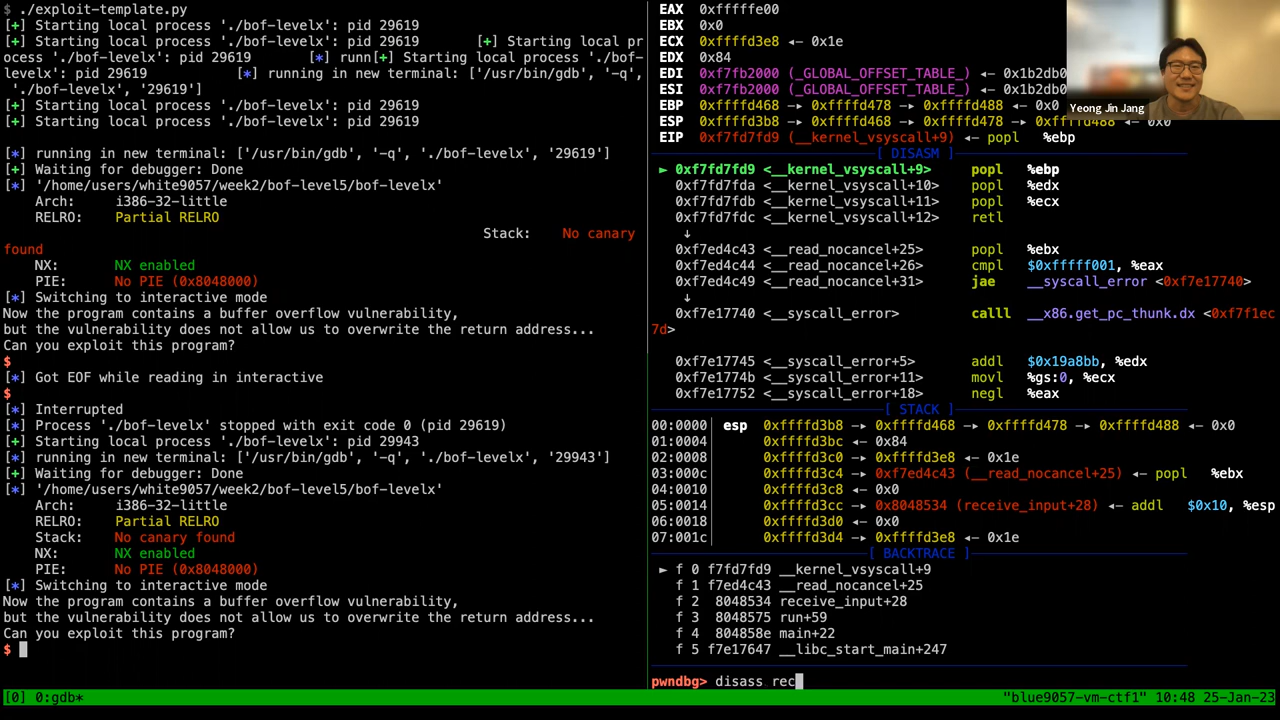 $ ./exploit-template.py
[+] Starting local process './bof-levelx': pid 29619
[+] Starting local process './bof-levelx': pid 29619        [+] Starting local pr
ocess './bof-levelx': pid 29619        [*] runn[+] Starting local process './bof-
levelx': pid 29619        [*] running in new terminal: ['/usr/bin/gdb', '-q',
'./bof-levelx', '29619']
[+] Starting local process './bof-levelx': pid 29619
[+] Starting local process './bof-levelx': pid 29619
[*] running in new terminal: ['/usr/bin/gdb', '-q', './bof-levelx', '29619']
[+] Waiting for debugger: Done
[*] '/home/users/white9057/week2/bof-level5/bof-levelx'
Arch:     i386-32-little
RELRO:    Partial RELRO
Stack:    No canary
found
NX:       NX enabled
PIE:      No PIE (0x8048000)
[*] Switching to interactive mode
Now the program contains a buffer overflow vulnerability,
but the vulnerability does not allow us to overwrite the return address...
Can you exploit this program?
$
[*] Got EOF while reading in interactive
$
[*] Interrupted
[*] Process './bof-levelx' stopped with exit code 0 (pid 29619)
[+] Starting local process './bof-levelx': pid 29943
[*] running in new terminal: ['/usr/bin/gdb', '-q', './bof-levelx', '29943']
[+] Waiting for debugger: Done
[*] '/home/users/white9057/week2/bof-level5/bof-levelx'
Arch:     i386-32-little
RELRO:    Partial RELRO
Stack:    No canary found
NX:       NX enabled
PIE:      No PIE (0x8048000)
[*] Switching to interactive mode
Now the program contains a buffer overflow vulnerability,
but the vulnerability does not allow us to overwrite the return address...
Can you exploit this program?
$
EAX  0xfffffe00
EBX  0x0
ECX  0xffffd3e8 ◂— 0x1e
EDX  0x84
EDI  0xf7fb2000 (_GLOBAL_OFFSET_TABLE_) ◂— 0x1b2db0
ESI  0xf7fb2000 (_GLOBAL_OFFSET_TABLE_) ◂— 0x1b2db0
EBP  0xffffd468 —▸ 0xffffd478 —▸ 0xffffd488 ◂— 0x0
ESP  0xffffd3b8 —▸ 0xffffd468 —▸ 0xffffd478 —▸ 0xffffd488 ◂— 0x0
EIP  0xf7fd7fd9 (__kernel_vsyscall+9) ◂— popl   %ebp
[ DISASM ]
► 0xf7fd7fd9 <__kernel_vsyscall+9>     popl   %ebp
0xf7fd7fda <__kernel_vsyscall+10>    popl   %edx
0xf7fd7fdb <__kernel_vsyscall+11>    popl   %ecx
0xf7fd7fdc <__kernel_vsyscall+12>    retl
↓
0xf7ed4c43 <__read_nocancel+25>      popl   %ebx
0xf7ed4c44 <__read_nocancel+26>      cmpl   $0xfffff001, %eax
0xf7ed4c49 <__read_nocancel+31>      jae    __syscall_error <0xf7e17740>
↓
0xf7e17740 <__syscall_error>         calll  __x86.get_pc_thunk.dx <0xf7f1ec
7d>
0xf7e17745 <__syscall_error+5>       addl   $0x19a8bb, %edx
0xf7e1774b <__syscall_error+11>      movl   %gs:0, %ecx
0xf7e17752 <__syscall_error+18>      negl   %eax
[ STACK ]
00:0000│ esp  0xffffd3b8 —▸ 0xffffd468 —▸ 0xffffd478 —▸ 0xffffd488 ◂— 0x0
01:0004│      0xffffd3bc ◂— 0x84
02:0008│      0xffffd3c0 —▸ 0xffffd3e8 ◂— 0x1e
03:000c│      0xffffd3c4 —▸ 0xf7ed4c43 (__read_nocancel+25) ◂— popl   %ebx
04:0010│      0xffffd3c8 ◂— 0x0
05:0014│      0xffffd3cc —▸ 0x8048534 (receive_input+28) ◂— addl   $0x10, %esp
06:0018│      0xffffd3d0 ◂— 0x0
07:001c│      0xffffd3d4 —▸ 0xffffd3e8 ◂— 0x1e
[ BACKTRACE ]
► f 0 f7fd7fd9 __kernel_vsyscall+9
f 1 f7ed4c43 __read_nocancel+25
f 2  8048534 receive_input+28
f 3  8048575 run+59
f 4  804858e main+22
f 5 f7e17647 __libc_start_main+247
pwndbg> disass rec
Yeong Jin Jang
[0] 0:gdb*                    "blue9057-vm-ctf1" 10:48 25-Jan-23